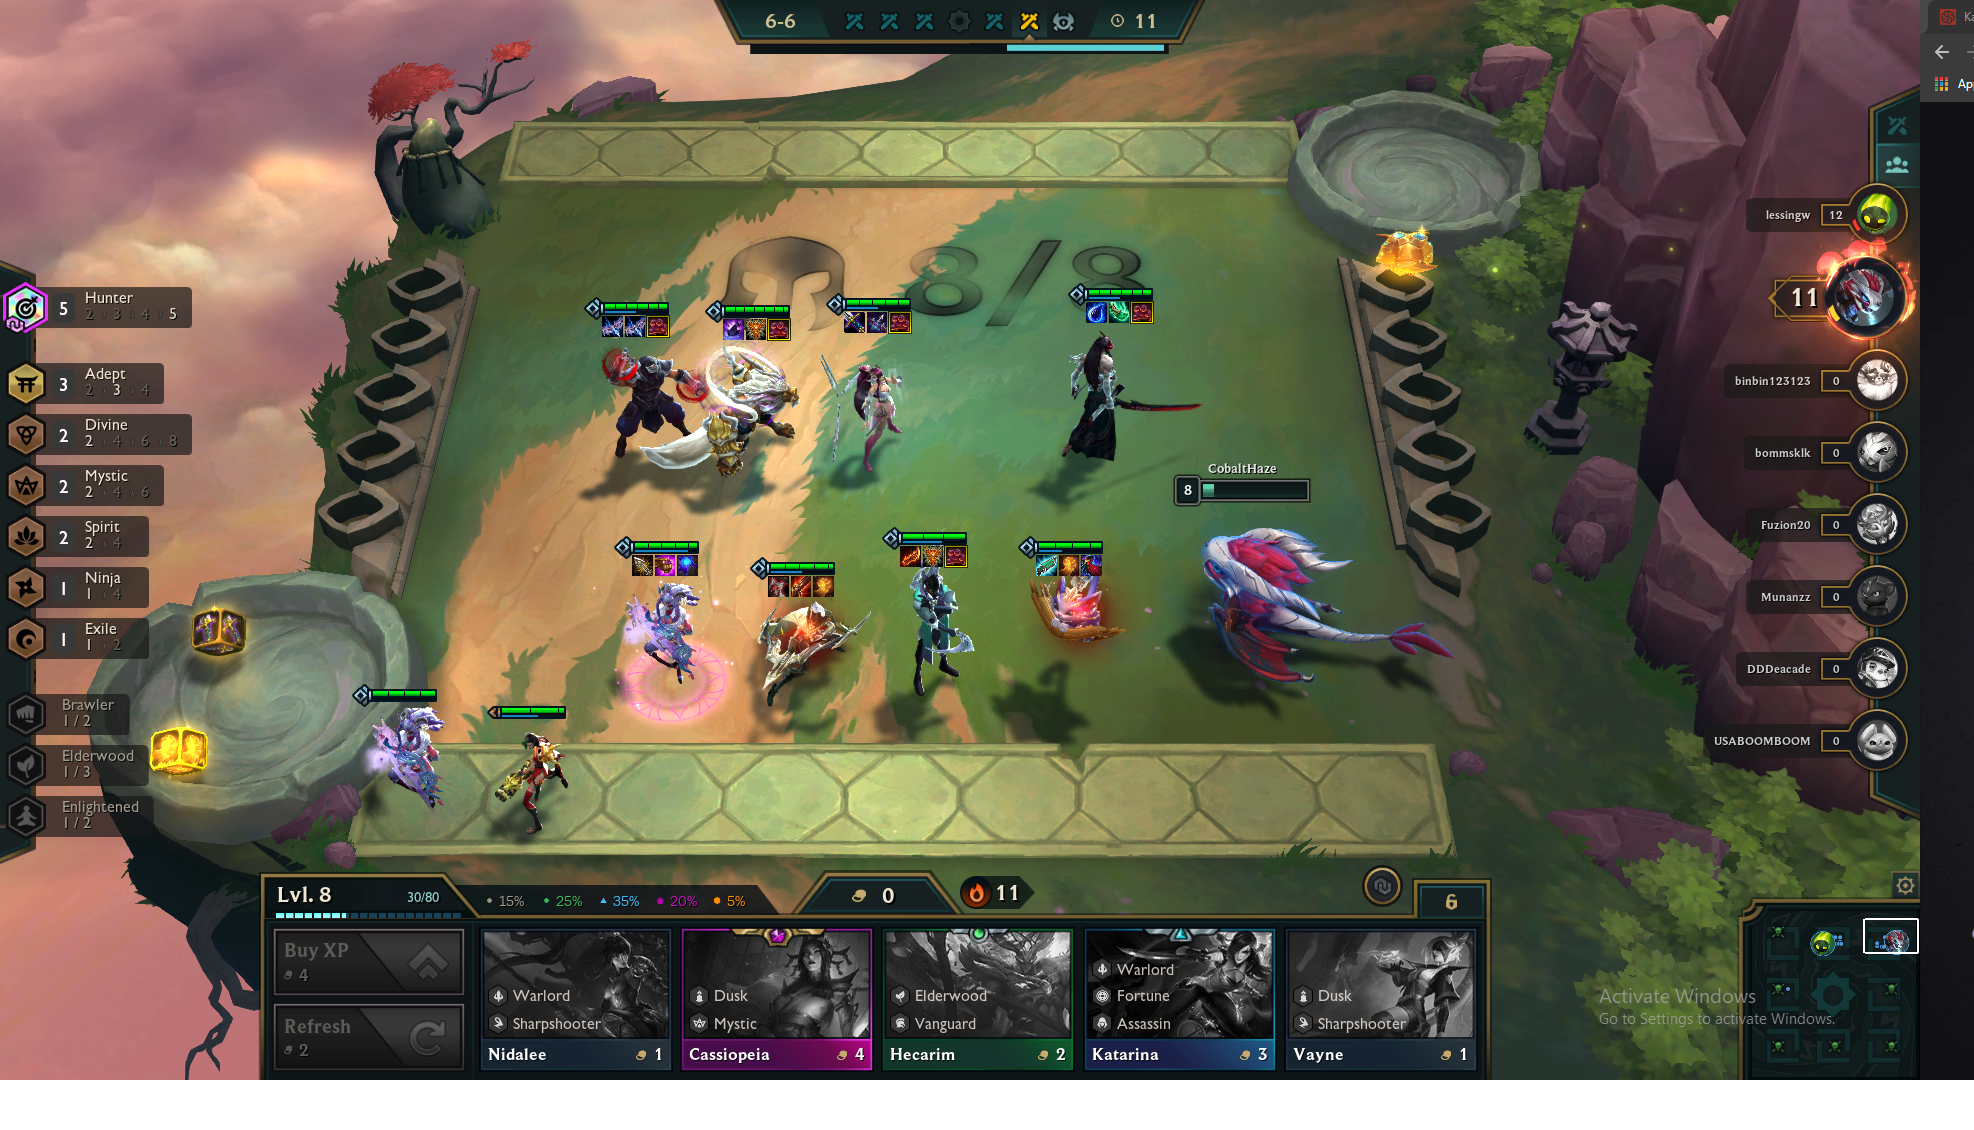 6-6
11
Ka
App
8/8
lessingw 12
11
binbin123123 0
bommsklk 0
Fuzion20 0
Munanzz 0
DDDeacade 0
USABOOMBOOM 0
5 Hunter
2 › 3 › 4 › 5
3 Adept
2 › 3 › 4
2 Divine
2 › 4 › 6 › 8
2 Mystic
2 › 4 › 6
2 Spirit
2 › 4
1 Ninja
1 › 4
1 Exile
1 › 2
Brawler
1 / 2
Elderwood
1 / 3
Enlightened
1 / 2
CobaltHaze
8
Lvl. 8 30/80
15% 25% 35% 20% 5%
0
11
6
Buy XP
4
Refresh
2
Warlord
Sharpshooter
Nidalee 1
Dusk
Mystic
Cassiopeia 4
Elderwood
Vanguard
Hecarim 2
Warlord
Fortune
Assassin
Katarina 3
Dusk
Sharpshooter
Vayne 1
Activate Windows
Go to Settings to activate Windows.